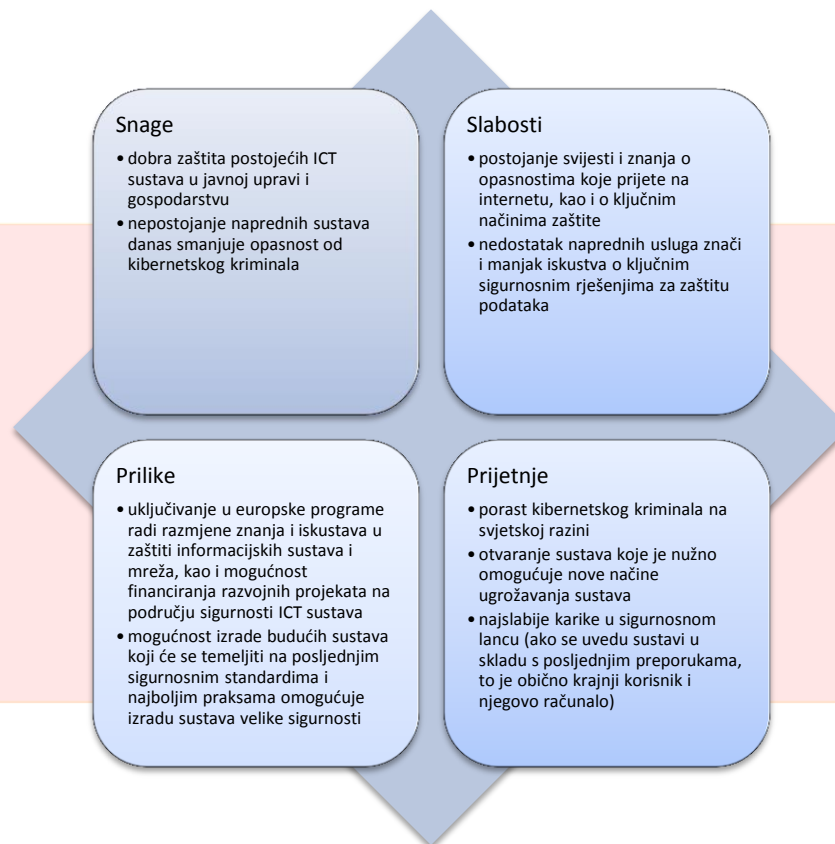 Snage
• dobra zaštita postojećih ICT
sustava u javnoj upravi i
gospodarstvu
• nepostojanje naprednih sustava
danas smanjuje opasnost od
kibernetskog kriminala
Slabosti
• postojanje svijesti i znanja o
opasnostima koje prijete na
internetu, kao i o ključnim
načinima zaštite
• nedostatak naprednih usluga znači
i manjak iskustva o ključnim
sigurnosnim rješenjima za zaštitu
podataka
Prilike
• uključivanje u europske programe
radi razmjene znanja i iskustava u
zaštiti informacijskih sustava i
mreža, kao i mogućnost
financiranja razvojnih projekata na
području sigurnosti ICT sustava
• mogućnost izrade budućih sustava
koji će se temeljiti na posljednjim
sigurnosnim standardima i
najboljim praksama omogućuje
izradu sustava velike sigurnosti
Prijetnje
• porast kibernetskog kriminala na
svjetskoj razini
• otvaranje sustava koje je nužno
omogućuje nove načine
ugrožavanja sustava
• najslabije karike u sigurnosnom
lancu (ako se uvedu sustavi u
skladu s posljednjim preporukama,
to je obično krajnji korisnik i
njegovo računalo)